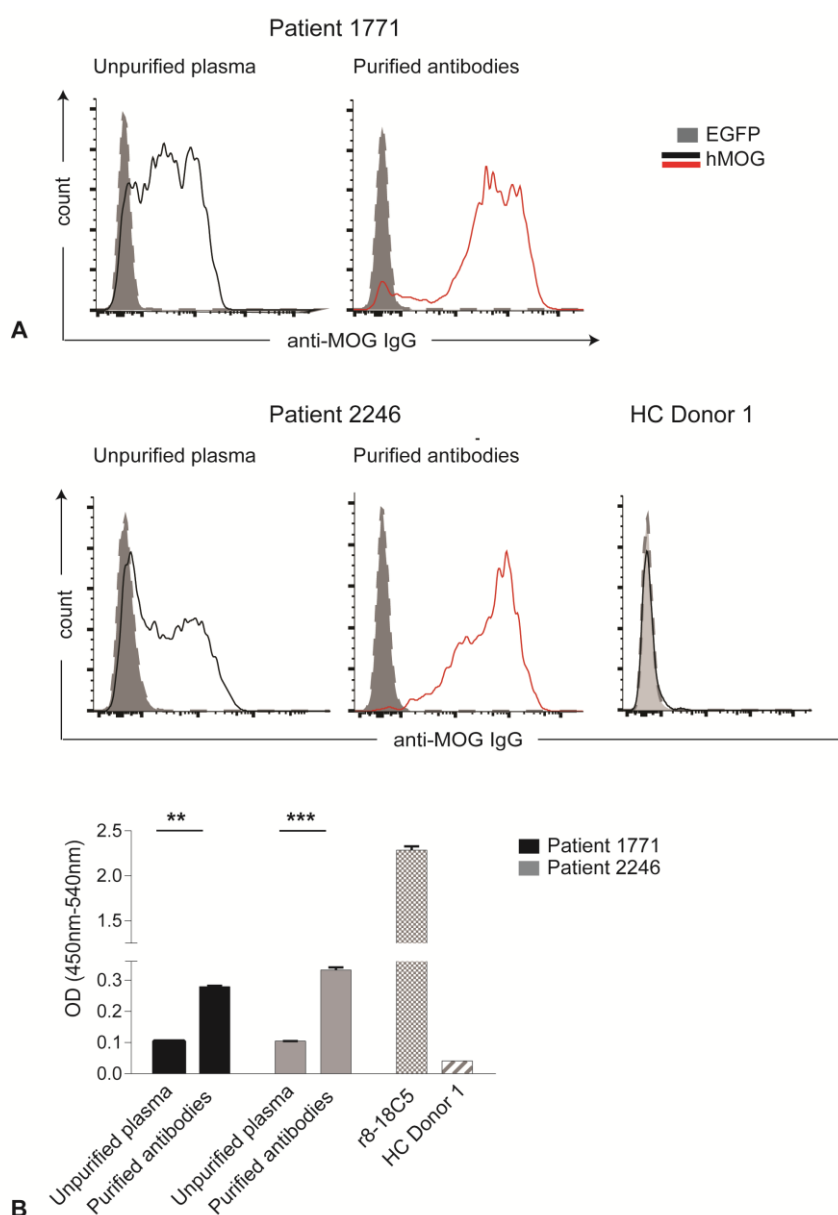 Patient 1771
Unpurified plasma
Purified antibodies
EGFP
hMOG
count
anti-MOG IgG
A
Patient 2246
HC Donor 1
Unpurified plasma
Purified antibodies
count
anti-MOG IgG
**
***
Patient 1771
Patient 2246
OD (450nm-540nm)
2.5
2.0
1.5
0.3
0.2
0.1
0.0
Unpurified plasma
Purified antibodies
Unpurified plasma
Purified antibodies
r8-18C5
HC Donor 1
B